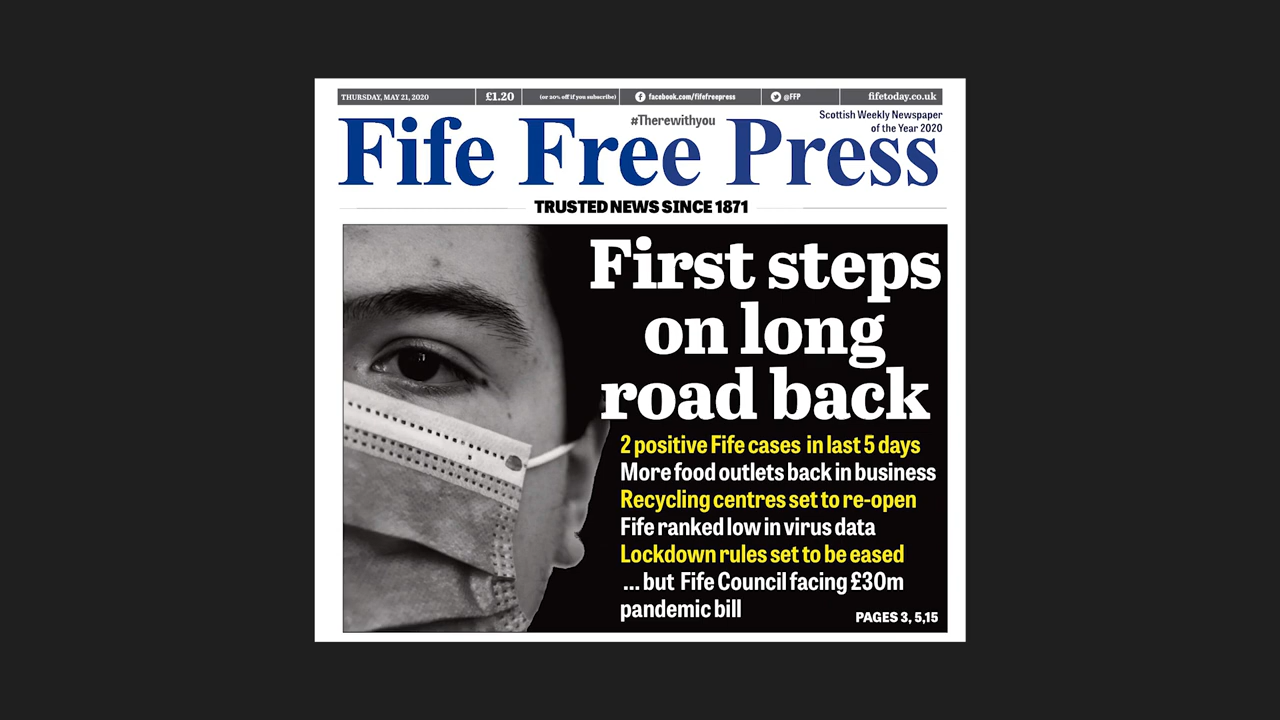 THURSDAY, MAY 21, 2020 £1.20 (or 20% off if you subscribe) facebook.com/fifefreepress @FFP fifetoday.co.uk
#Therewithyou
Scottish Weekly Newspaper
of the Year 2020
Fife Free Press
TRUSTED NEWS SINCE 1871
First steps
on long
road back
2 positive Fife cases in last 5 days
More food outlets back in business
Recycling centres set to re-open
Fife ranked low in virus data
Lockdown rules set to be eased
... but Fife Council facing £30m
pandemic bill
PAGES 3, 5,15